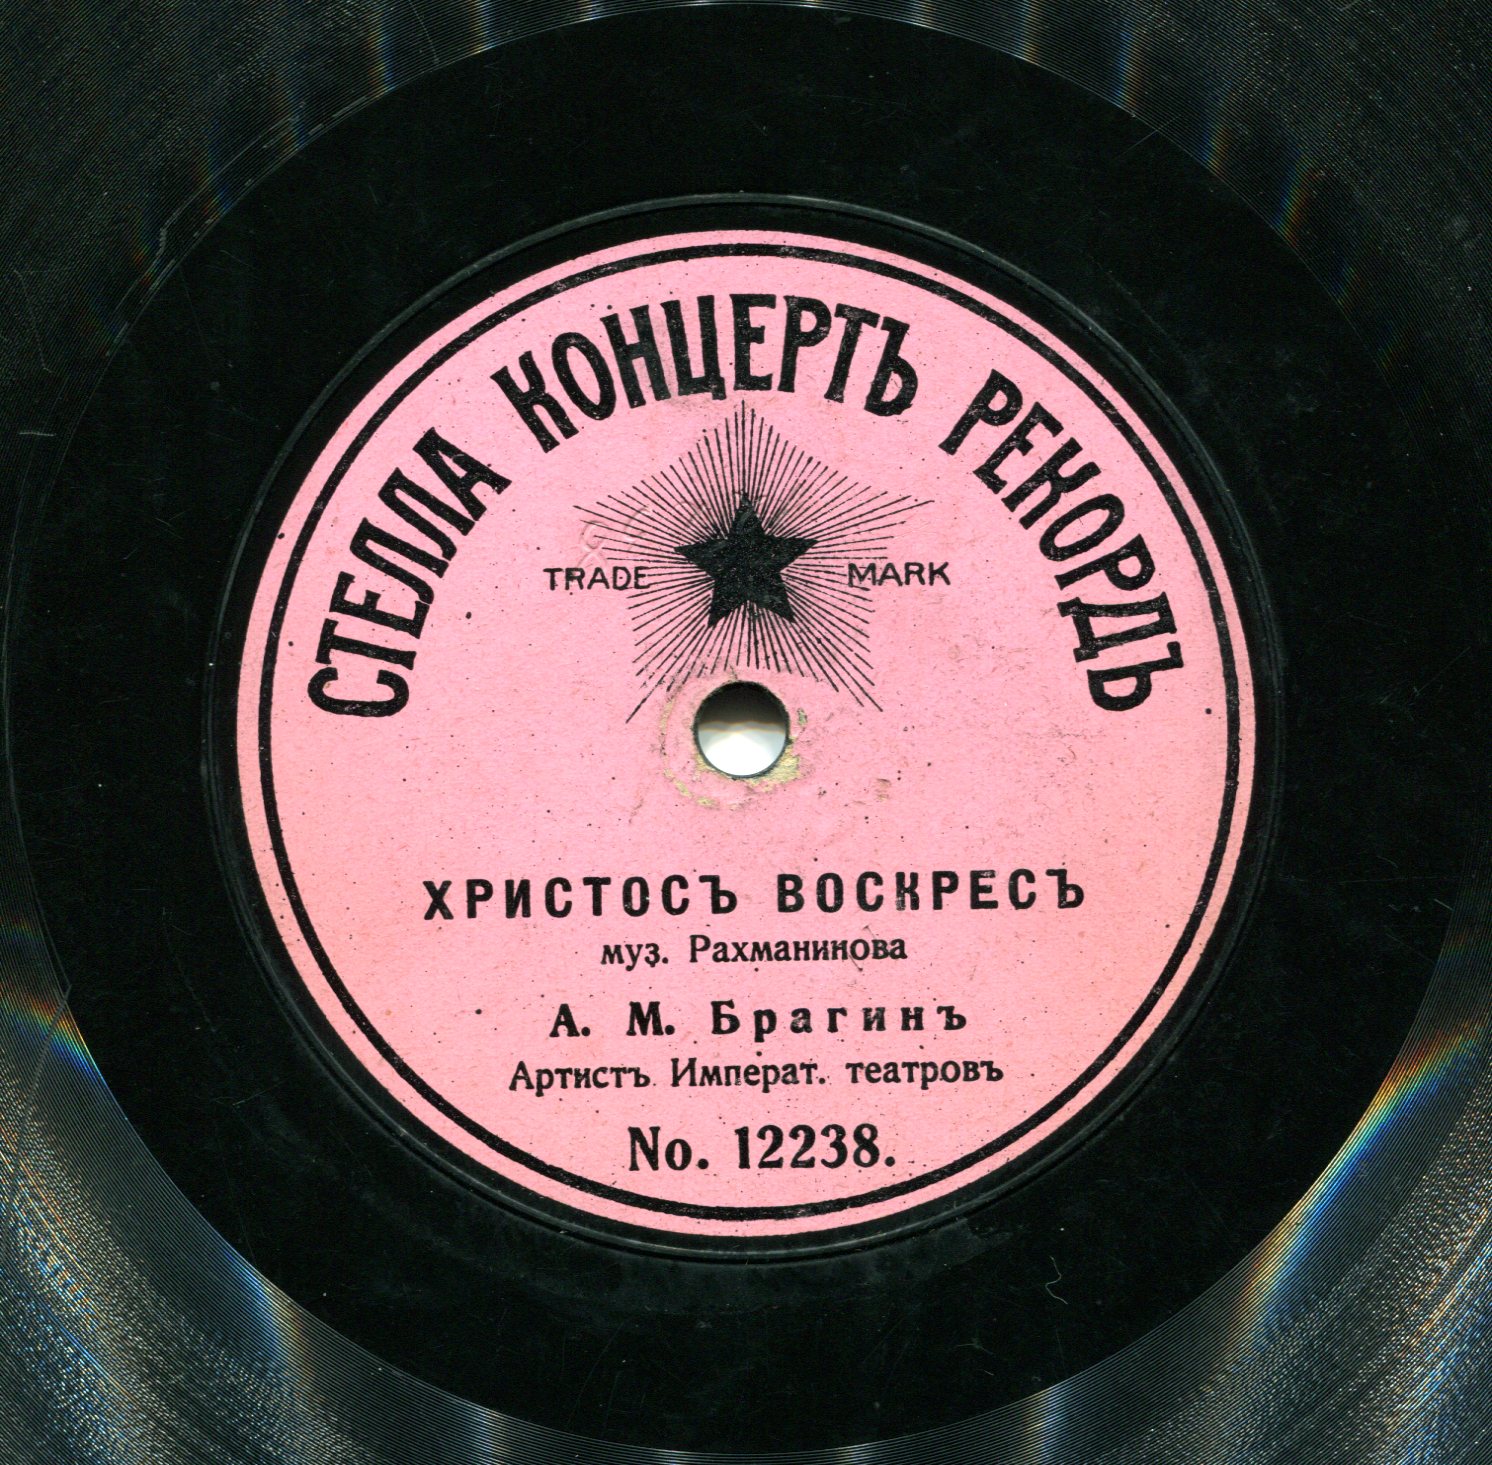 СТЕЛЛА КОНЦЕРТЪ РЕКОРДЪ
TRADE MARK
ХРИСТОСЪ ВОСКРЕСЪ
муз. Рахманинова
А. М. Брагинъ
Артистъ Императ. театровъ
No. 12238.